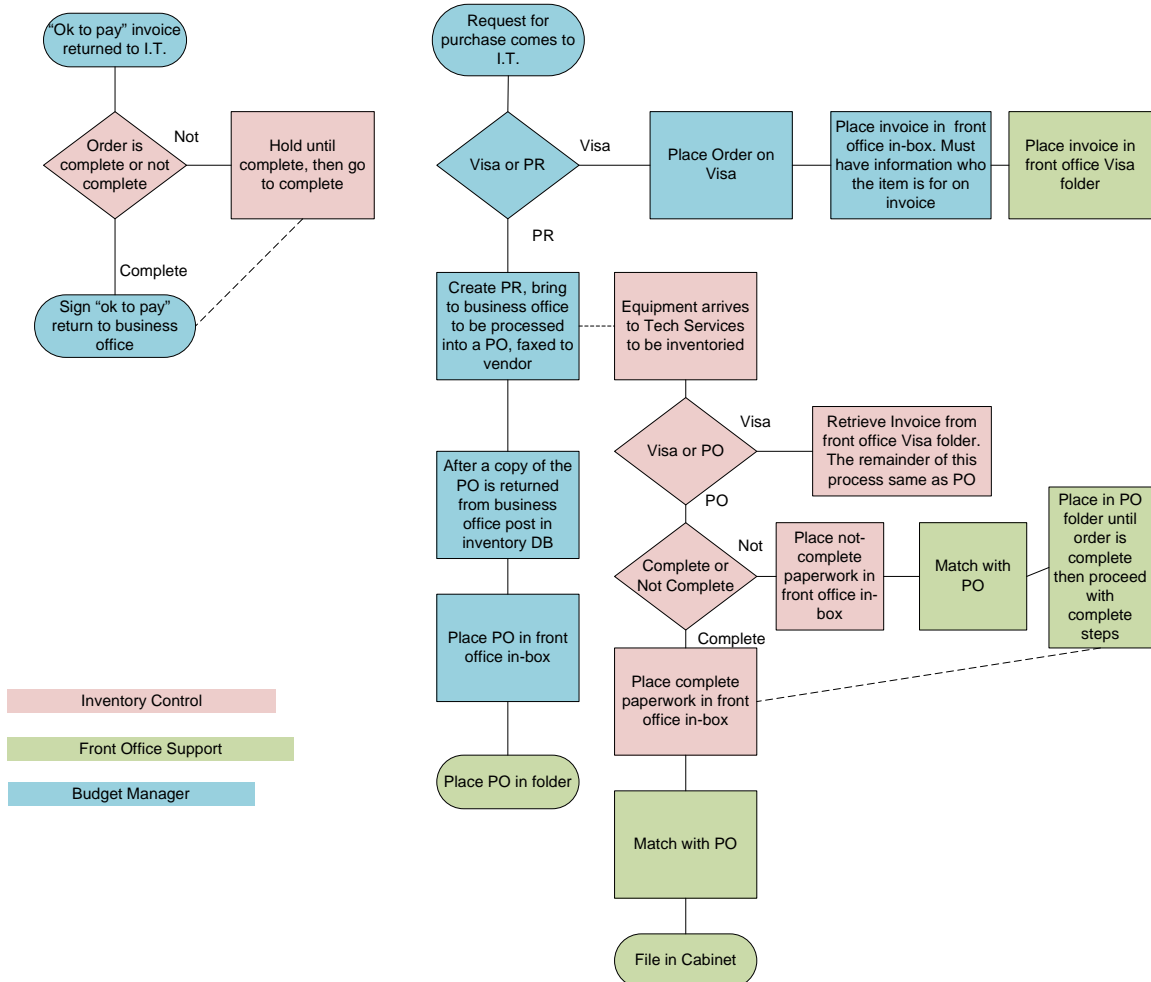 “Ok to pay” invoice
returned to I.T.
Order is
complete or not
complete
Not
Hold until
complete, then go
to complete
Complete
Sign “ok to pay”
return to business
office
Request for
purchase comes to
I.T.
Visa or PR
Visa
Place Order on
Visa
Place invoice in  front
office in-box. Must
have information who
the item is for on
invoice
Place invoice in
front office Visa
folder
PR
Create PR, bring
to business office
to be processed
into a PO, faxed to
vendor
Equipment arrives
to Tech Services
to be inventoried
Visa or PO
Visa
Retrieve Invoice from
front office Visa folder.
The remainder of this
process same as PO
PO
After a copy of the
PO is returned
from business
office post in
inventory DB
Complete or
Not Complete
Not
Place not-
complete
paperwork in
front office in-
box
Match with
PO
Place in PO
folder until
order is
complete
then proceed
with
complete
steps
Complete
Place PO in front
office in-box
Place complete
paperwork in front
office in-box
Place PO in folder
Match with PO
File in Cabinet
Inventory Control
Front Office Support
Budget Manager